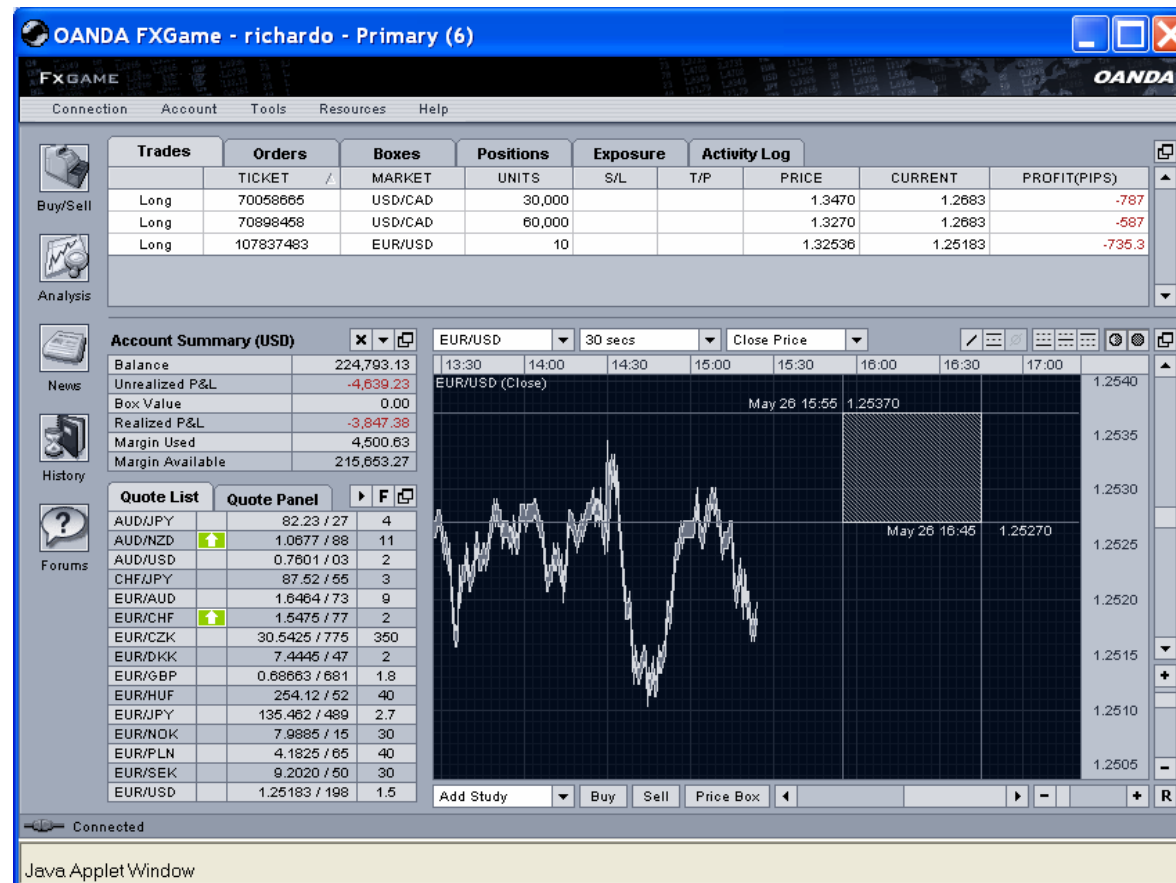 OANDA FXGame - richardo - Primary (6)
FXGAME OANDA
Connection Account Tools Resources Help
Buy/Sell
Analysis
News
History
Forums
Trades Orders Boxes Positions Exposure Activity Log
TICKET MARKET UNITS S/L T/P PRICE CURRENT PROFIT(PIPS)
Long 70058665 USD/CAD 30,000 1.3470 1.2683 -787
Long 70898458 USD/CAD 60,000 1.3270 1.2683 -587
Long 107837483 EUR/USD 10 1.32536 1.25183 -735.3
Account Summary (USD)
Balance 224,793.13
Unrealized P&L -4,639.23
Box Value 0.00
Realized P&L -3,847.38
Margin Used 4,500.63
Margin Available 215,653.27
Quote List Quote Panel F
AUD/JPY 82.23 / 27 4
AUD/NZD 1.0677 / 88 11
AUD/USD 0.7601 / 03 2
CHF/JPY 87.52 / 55 3
EUR/AUD 1.6464 / 73 9
EUR/CHF 1.5475 / 77 2
EUR/CZK 30.5425 / 775 350
EUR/DKK 7.4445 / 47 2
EUR/GBP 0.68663 / 681 1.8
EUR/HUF 254.12 / 52 40
EUR/JPY 135.462 / 489 2.7
EUR/NOK 7.9885 / 15 30
EUR/PLN 4.1825 / 65 40
EUR/SEK 9.2020 / 50 30
EUR/USD 1.25183 / 198 1.5
EUR/USD 30 secs Close Price
13:30 14:00 14:30 15:00 15:30 16:00 16:30 17:00
EUR/USD (Close)
May 26 15:55 1.25370
May 26 16:45 1.25270
1.2540
1.2535
1.2530
1.2525
1.2520
1.2515
1.2510
1.2505
Add Study Buy Sell Price Box - + R
Connected
Java Applet Window